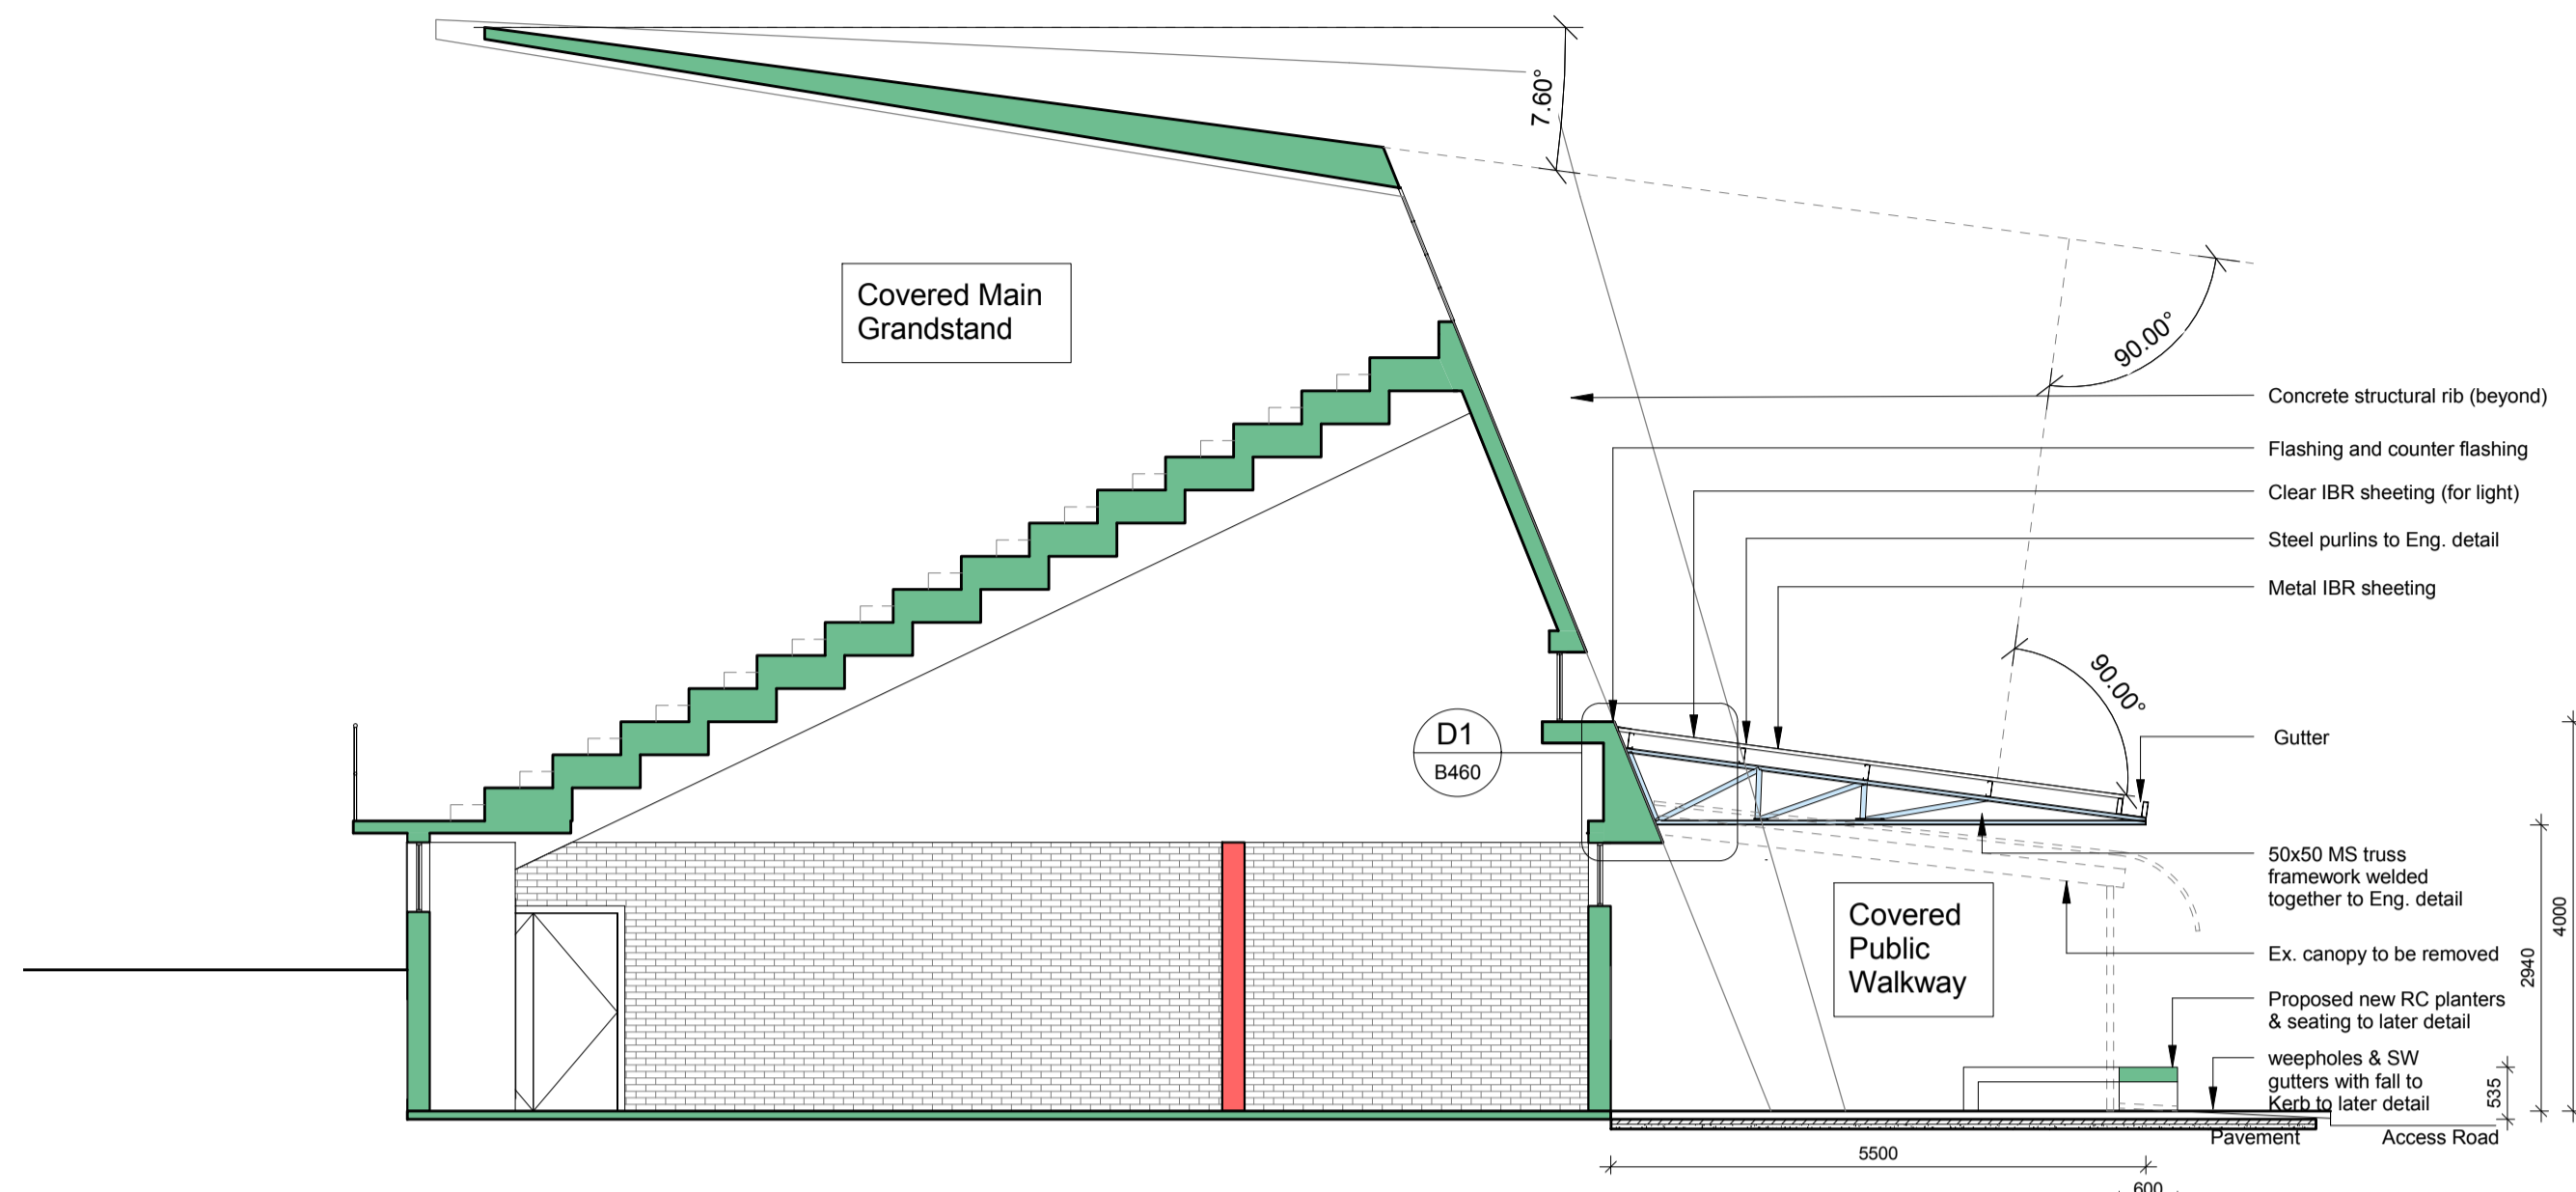 7.60°
Covered Main
Grandstand
90.00°
Concrete structural rib (beyond)
Flashing and counter flashing
Clear IBR sheeting (for light)
Steel purlins to Eng. detail
Metal IBR sheeting
90.00°
D1
B460
Gutter
50x50 MS truss
framework welded
together to Eng. detail
4000
2940
Covered
Public
Walkway
Ex. canopy to be removed
Proposed new RC planters
& seating to later detail
weepholes & SW
gutters with fall to
Kerb to later detail
535
Pavement
Access Road
5500
600